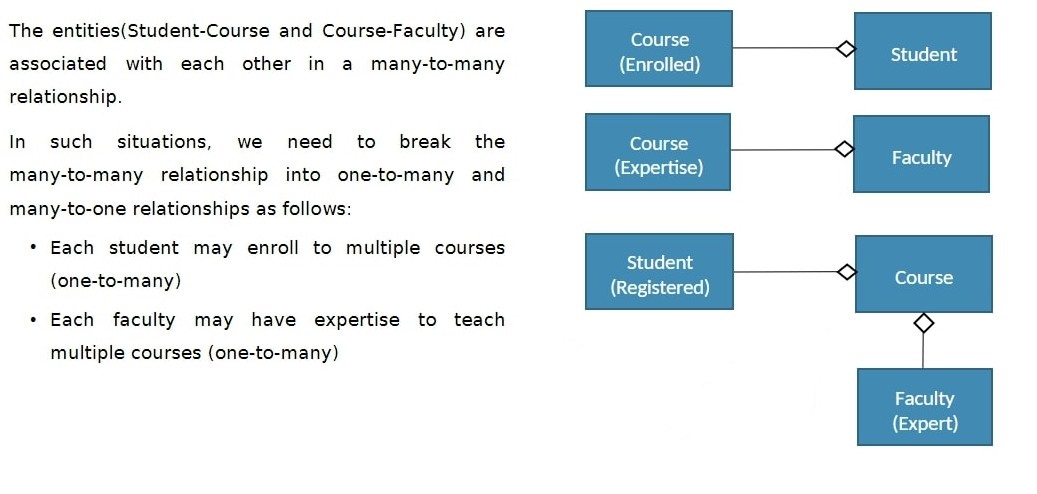 The entities(Student-Course and Course-Faculty) are
associated with each other in a many-to-many
relationship.
In such situations, we need to break the
many-to-many relationship into one-to-many and
many-to-one relationships as follows:
• Each student may enroll to multiple courses
(one-to-many)
• Each faculty may have expertise to teach
multiple courses (one-to-many)
Course
(Enrolled)
Student
Course
(Expertise)
Faculty
Student
(Registered)
Course
Faculty
(Expert)